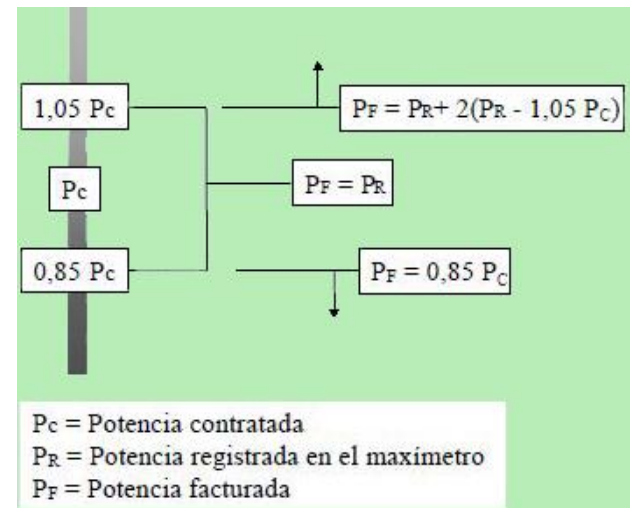 1,05 Pc
PF = PR+ 2(PR - 1,05 PC)
Pc
PF = PR
0,85 Pc
PF = 0,85 PC
Pc = Potencia contratada
PR = Potencia registrada en el maxímetro
PF = Potencia facturada